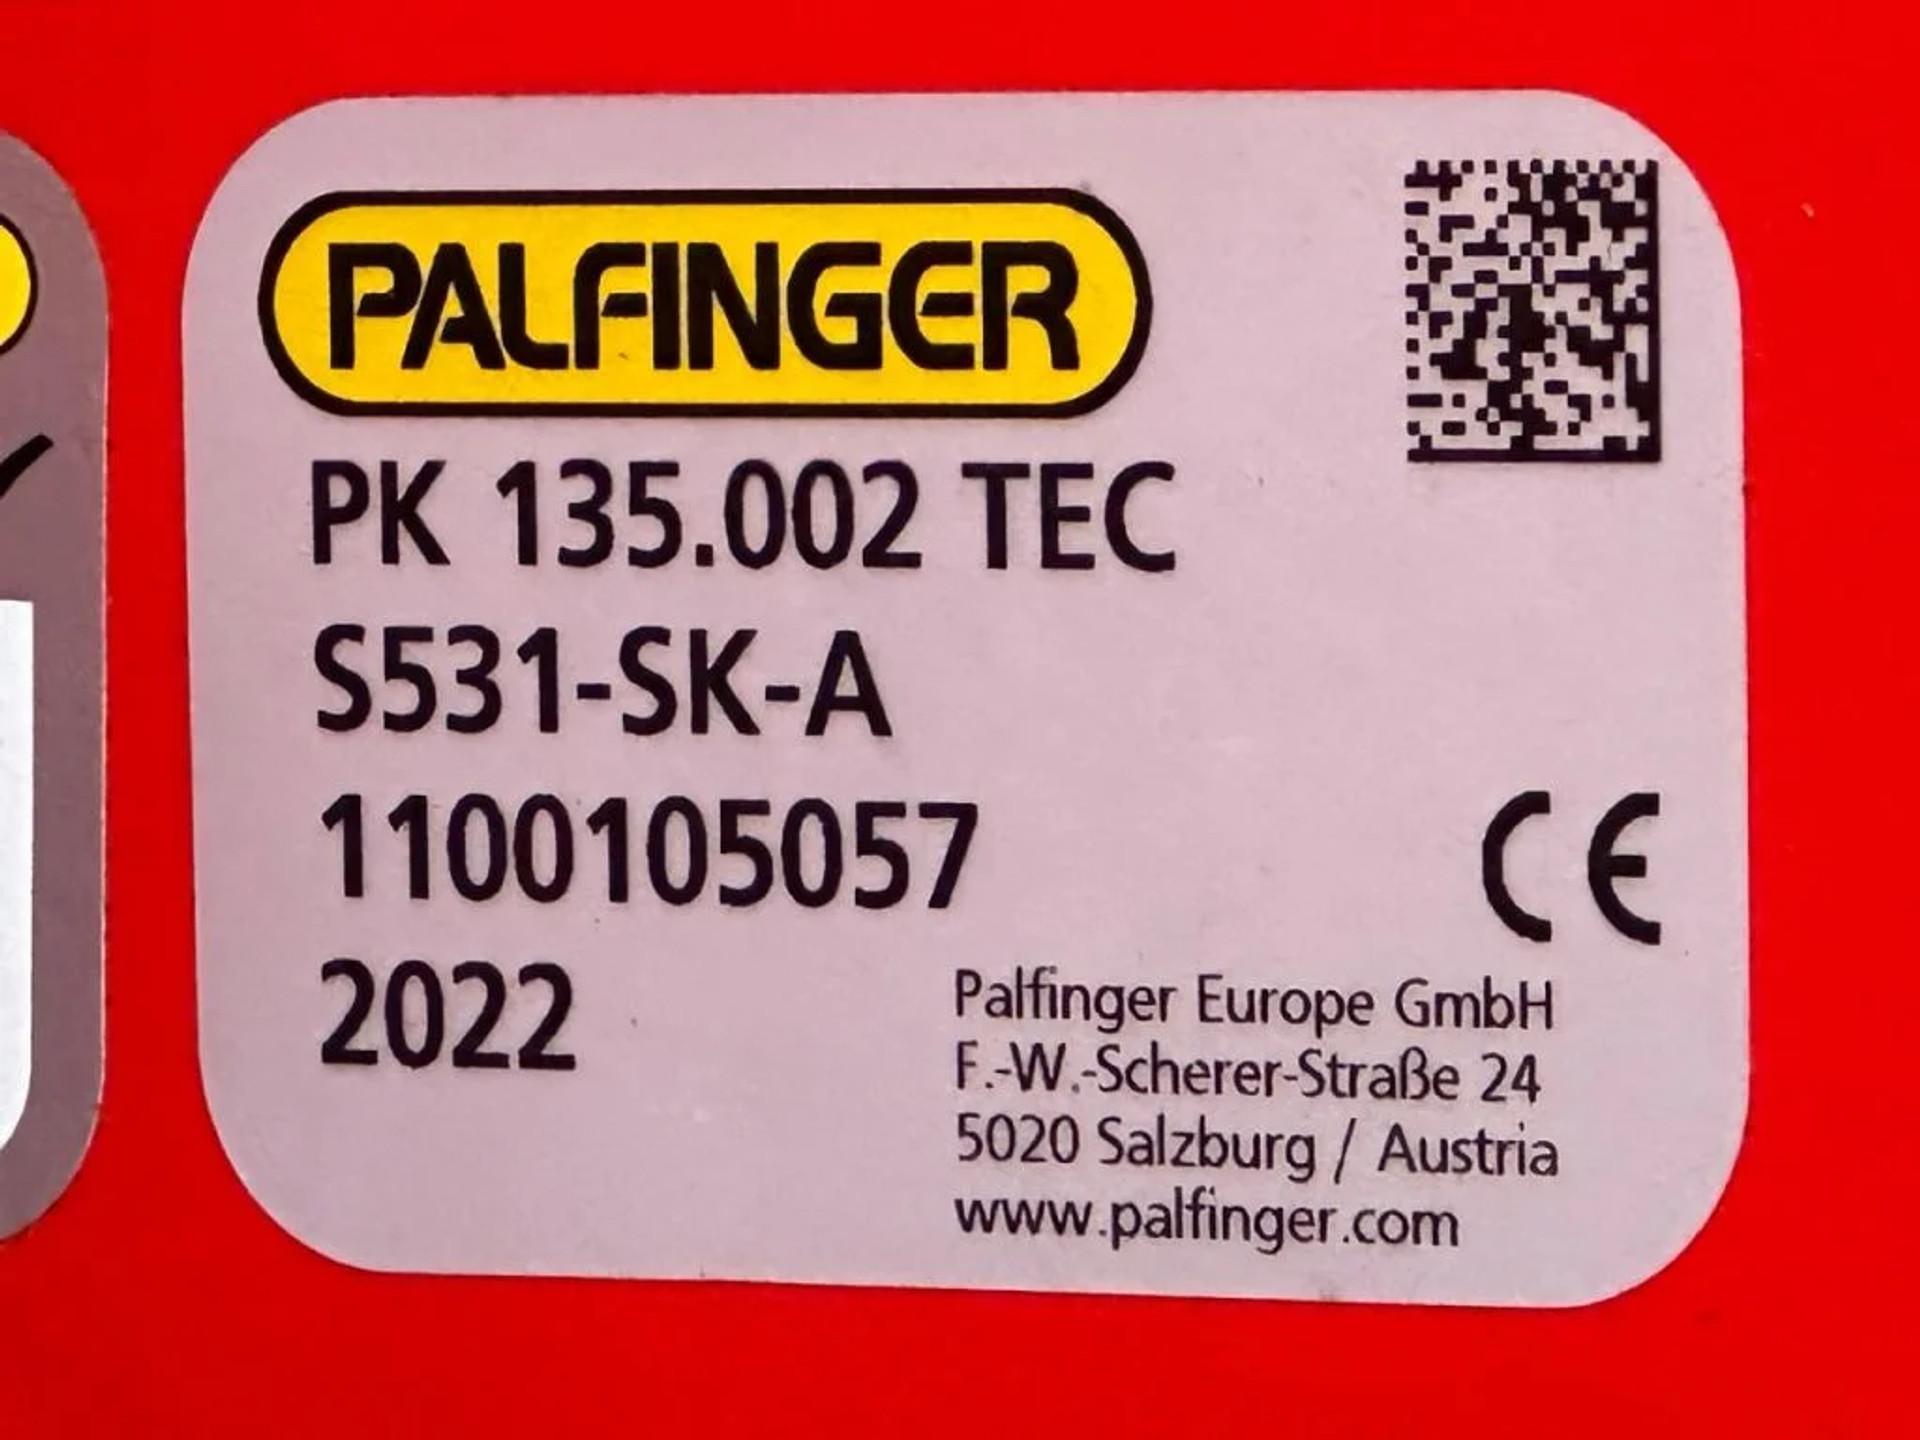 PALFINGER
PK 135.002 TEC
S531-SK-A
1100105057
2022
CE
Palfinger Europe GmbH
F.-W.-Scherer-Straße 24
5020 Salzburg / Austria
www.palfinger.com